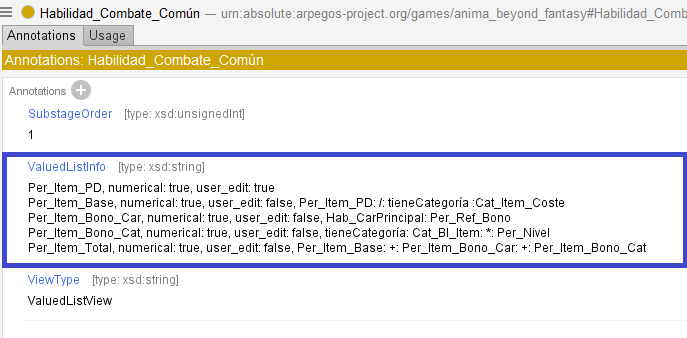 Habilidad_Combate_Común — urn:absolute:arpegos-project.org/games/anima_beyond_fantasy#Habilidad_Comb
Annotations Usage
Annotations: Habilidad_Combate_Común
Annotations
SubstageOrder [type: xsd:unsignedInt]
1
ValuedListInfo [type: xsd:string]
Per_Item_PD, numerical: true, user_edit: true
Per_Item_Base, numerical: true, user_edit: false, Per_Item_PD: /: tieneCategoría :Cat_Item_Coste
Per_Item_Bono_Car, numerical: true, user_edit: false, Hab_CarPrincipal: Per_Ref_Bono
Per_Item_Bono_Cat, numerical: true, user_edit: false, tieneCategoría: Cat_BI_Item: *: Per_Nivel
Per_Item_Total, numerical: true, user_edit: false, Per_Item_Base: +: Per_Item_Bono_Car: +: Per_Item_Bono_Cat
ViewType [type: xsd:string]
ValuedListView